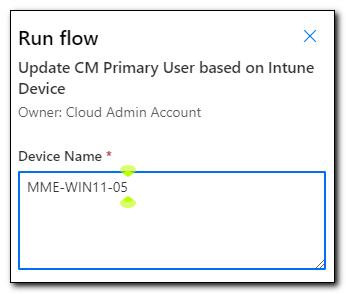 Run flow
Update CM Primary User based on Intune
Device
Owner: Cloud Admin Account
Device Name *
MME-WIN11-05